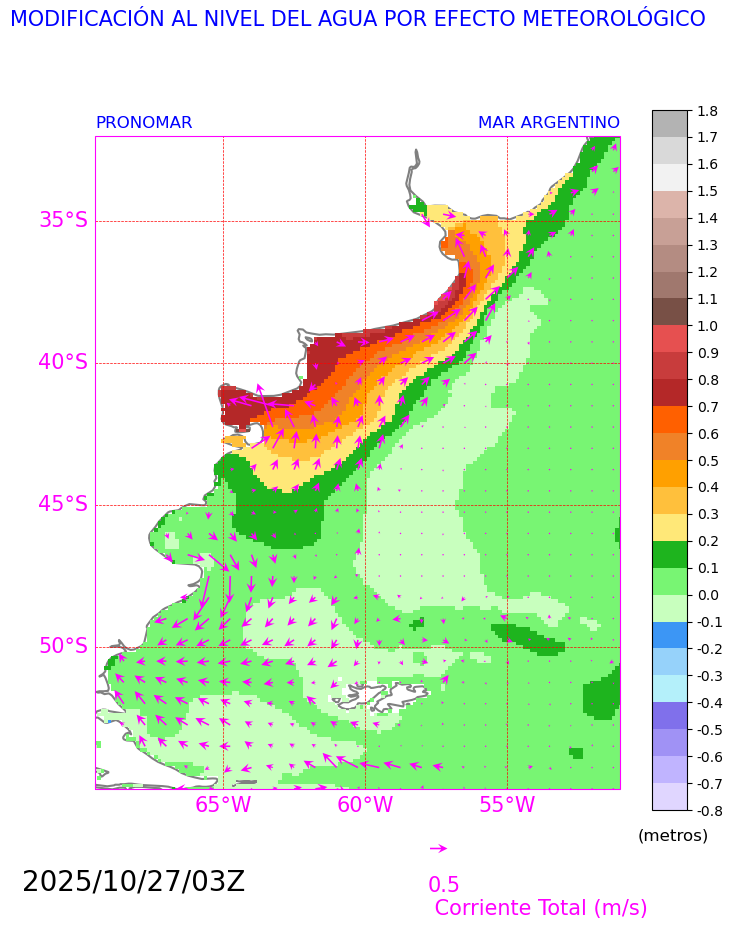 MODIFICACIÓN AL NIVEL DEL AGUA POR EFECTO METEOROLÓGICO
PRONOMAR
MAR ARGENTINO
35°S
40°S
45°S
50°S
65°W
60°W
55°W
1.8
1.7
1.6
1.5
1.4
1.3
1.2
1.1
1.0
0.9
0.8
0.7
0.6
0.5
0.4
0.3
0.2
0.1
0.0
-0.1
-0.2
-0.3
-0.4
-0.5
-0.6
-0.7
-0.8
(metros)
2025/10/27/03Z
0.5
Corriente Total (m/s)